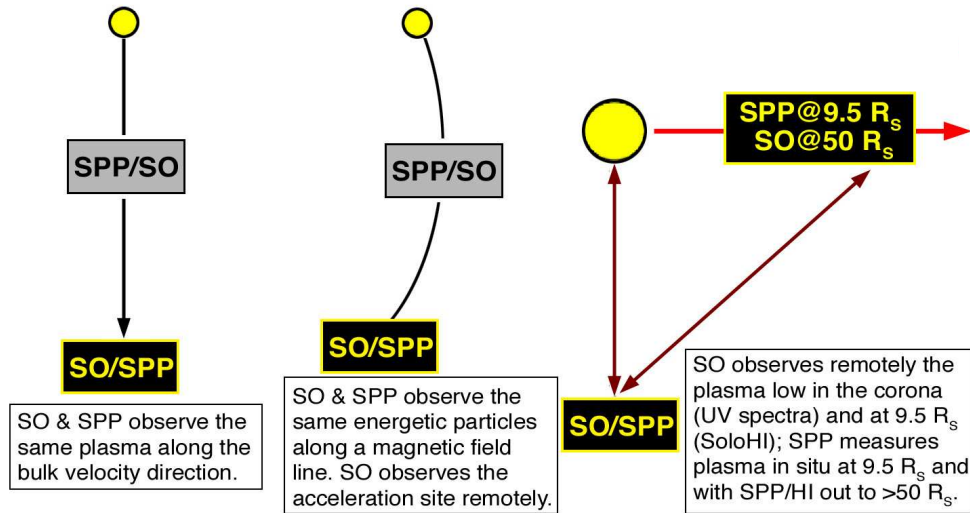 SPP/SO
SO/SPP
SO & SPP observe the
same plasma along the
bulk velocity direction.
SPP/SO
SO/SPP
SO & SPP observe the
same energetic particles
along a magnetic field
line. SO observes the
acceleration site remotely.
SPP@9.5 Rₛ
SO@50 Rₛ
SO/SPP
SO observes remotely the
plasma low in the corona
(UV spectra) and at 9.5 Rₛ
(SoloHI); SPP measures
plasma in situ at 9.5 Rₛ and
with SPP/HI out to >50 Rₛ.